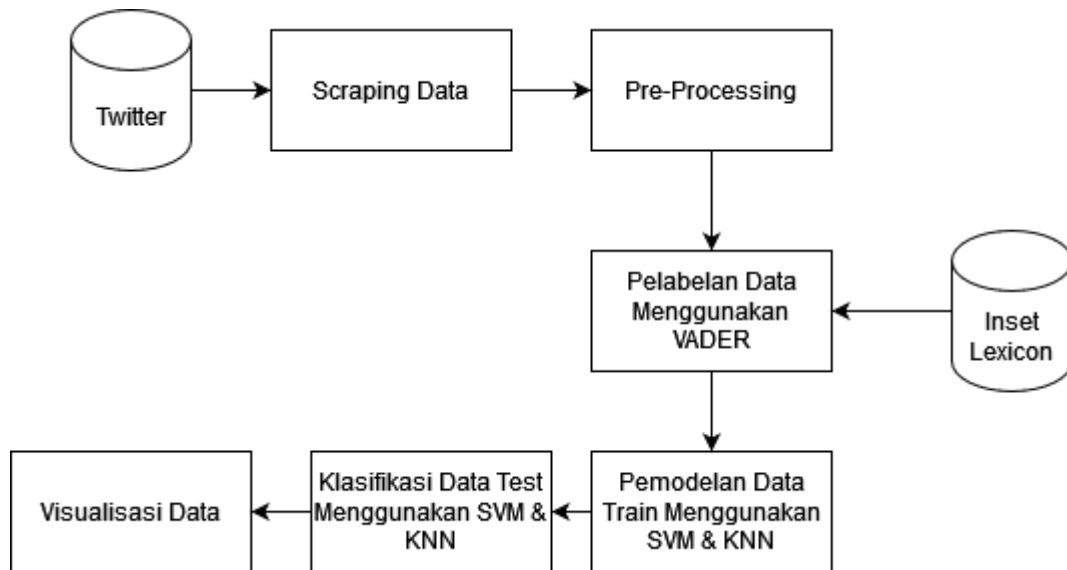 Twitter
Scraping Data
Pre-Processing
Pelabelan Data
Menggunakan
VADER
Inset
Lexicon
Pemodelan Data
Train Menggunakan
SVM & KNN
Klasifikasi Data Test
Menggunakan SVM &
KNN
Visualisasi Data